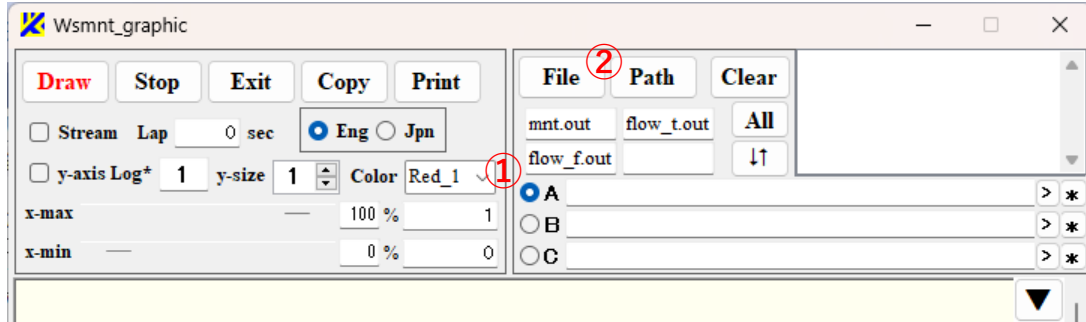 Wsmnt_graphic
Draw Stop Exit Copy Print
Stream Lap 0 sec Eng Jpn
y-axis Log* 1 y-size 1 Color Red_1
x-max 100 % 1
x-min 0 % 0
①
②
File Path Clear
mnt.out flow_t.out All
flow_f.out ↓↑
A > *
B > *
C > *